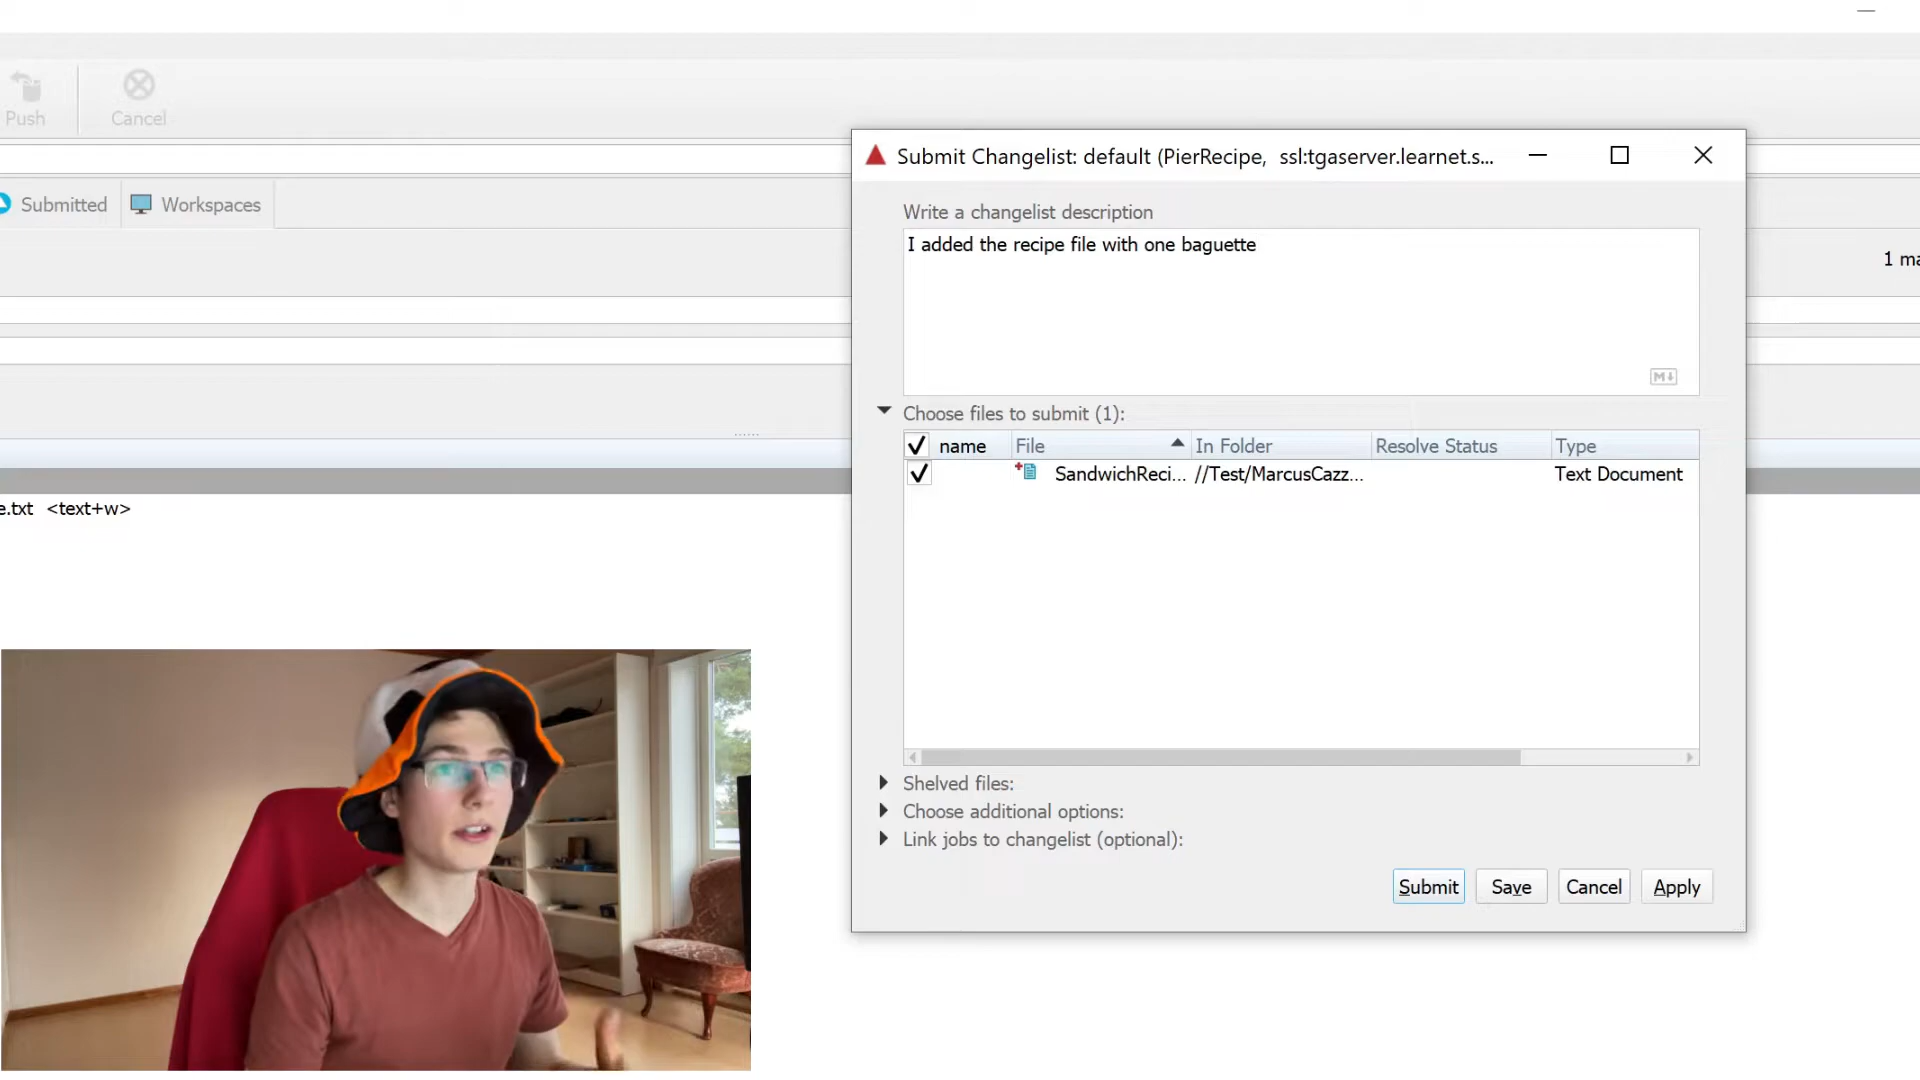 Push
Cancel
Submitted
Workspaces
1 ma
e.txt <text+w>
Submit Changelist: default (PierRecipe, ssl:tgaserver.learnet.s...
Write a changelist description
I added the recipe file with one baguette
M↓
Choose files to submit (1):
name File In Folder Resolve Status Type
SandwichReci... //Test/MarcusCazz... Text Document
Shelved files:
Choose additional options:
Link jobs to changelist (optional):
Submit Save Cancel Apply